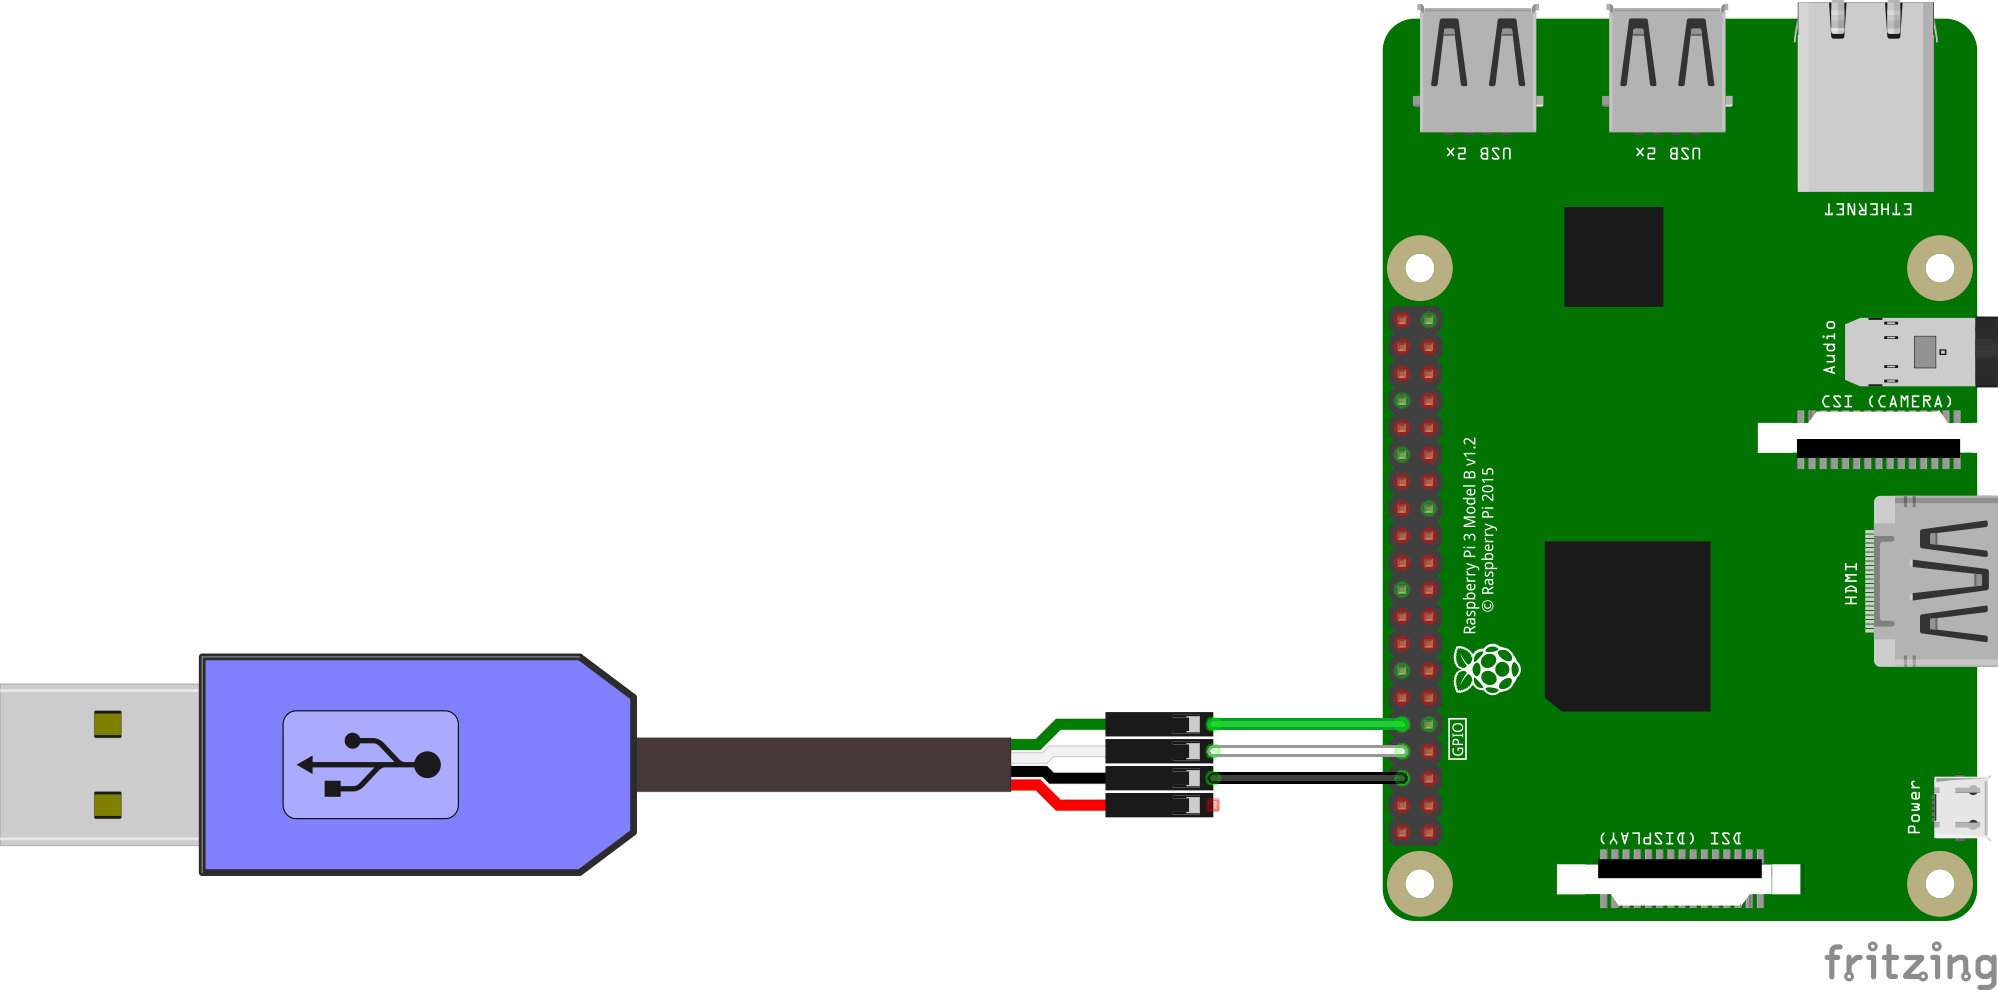 USB 2x
USB 2x
ETHERNET
Audio
CSI (CAMERA)
Raspberry Pi 3 Model B v1.2
© Raspberry Pi 2015
HDMI
GPIO
Power
DSI (DISPLAY)
fritzing